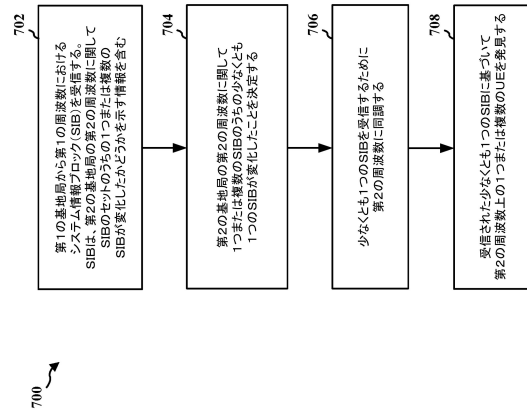 700
702
第1の基地局から第1の周波数における
システム情報ブロック(SIB)を受信する。
SIBは、第2の基地局の第2の周波数に関して
SIBのセットのうちの1つまたは複数の
SIBが変化したかどうかを示す情報を含む
704
第2の基地局の第2の周波数に関して
1つまたは複数のSIBのうちの少なくとも
1つのSIBが変化したことを決定する
706
少なくとも1つのSIBを受信するために
第2の周波数に同調する
708
受信された少なくとも1つのSIBに基づいて
第2の周波数上の1つまたは複数のUEを発見する